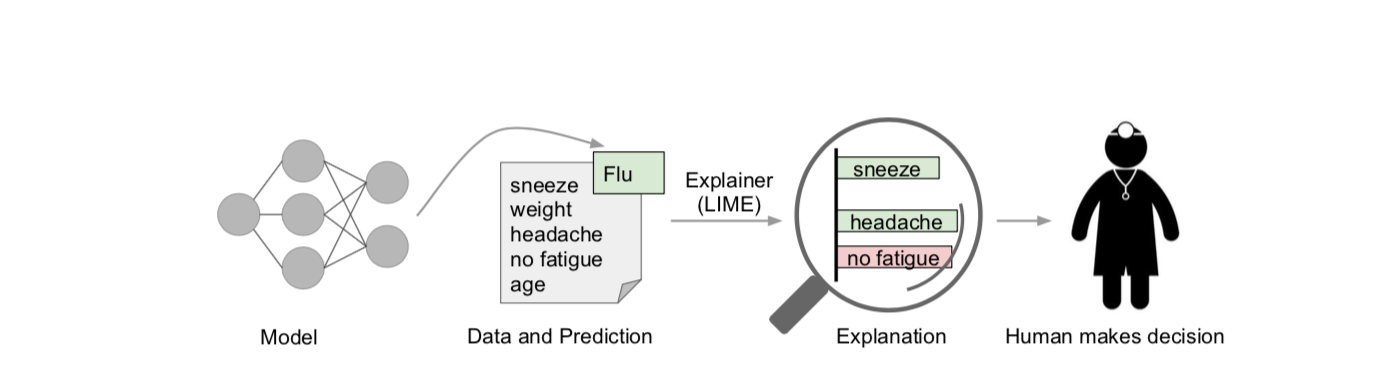 Flu
sneeze
weight
headache
no fatigue
age
Explainer
(LIME)
sneeze
headache
no fatigue
Model
Data and Prediction
Explanation
Human makes decision